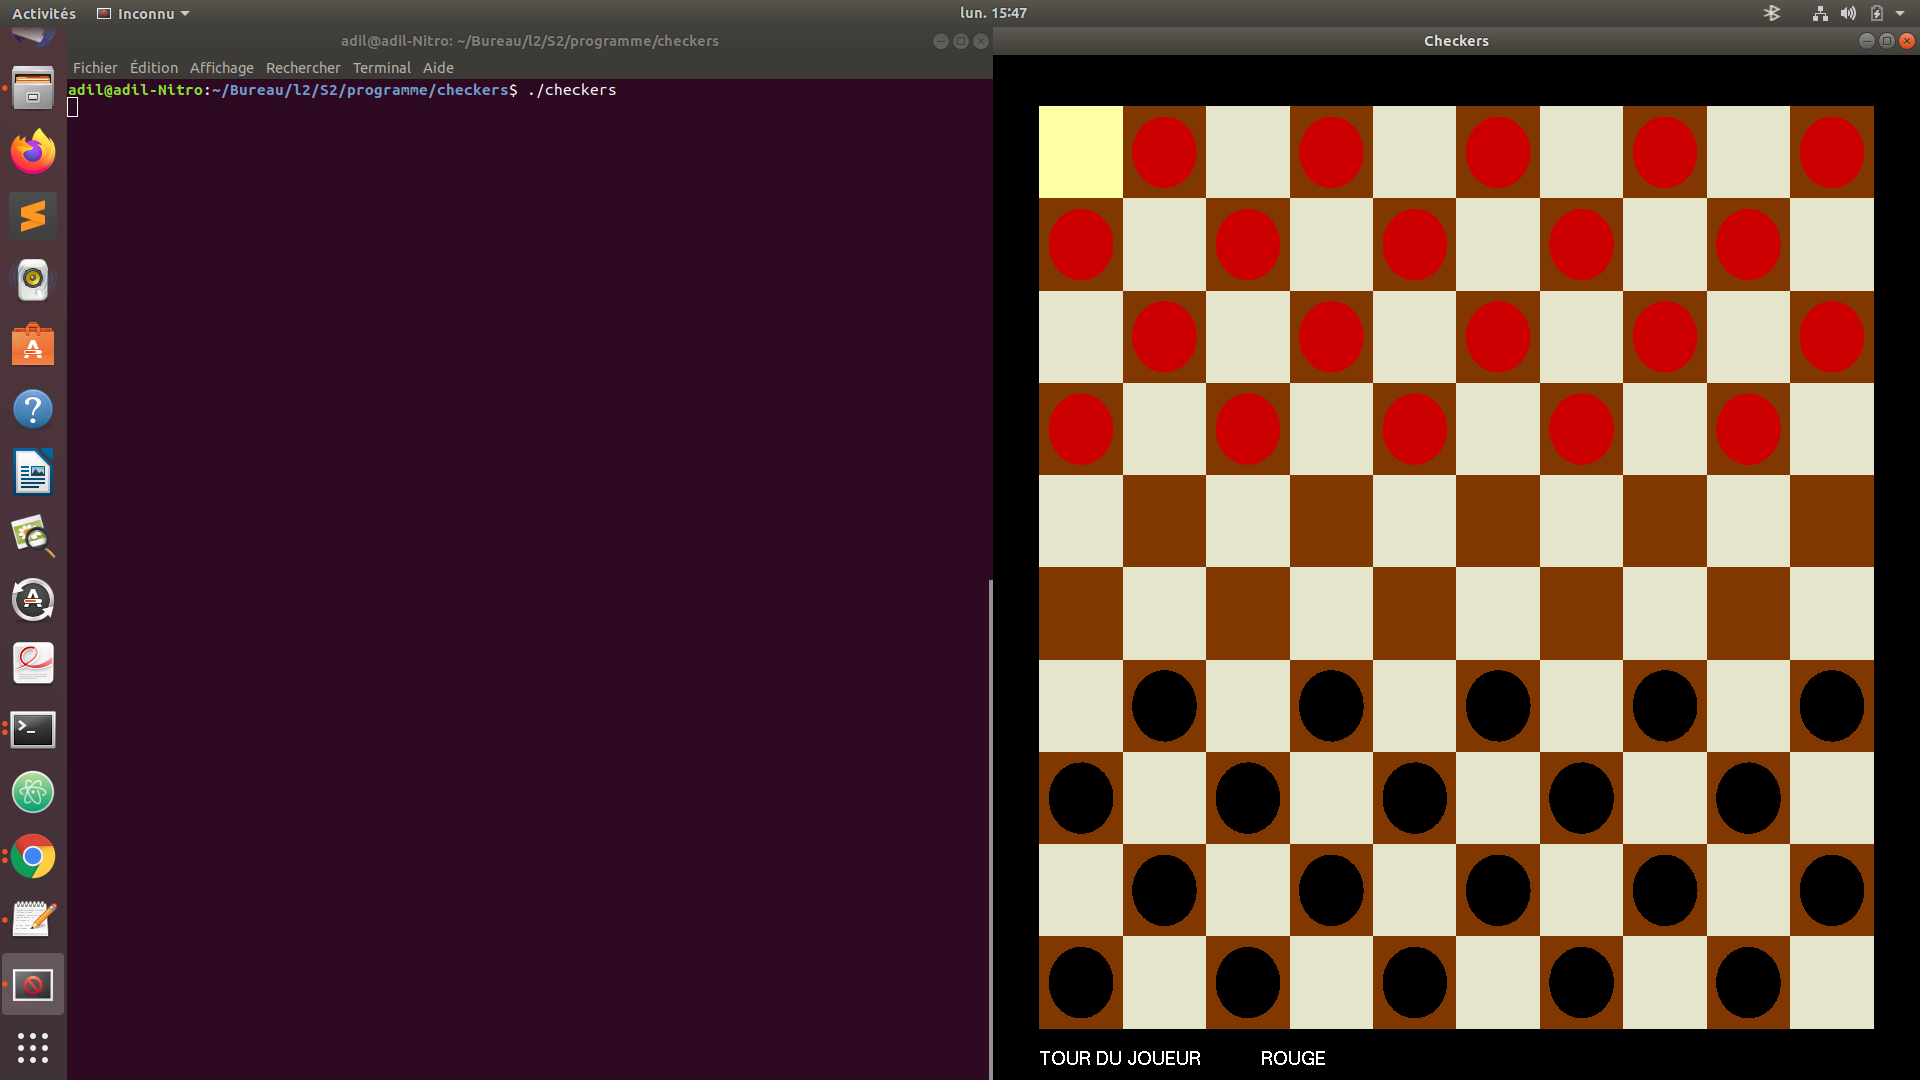 Activités Inconnu lun. 15:47
adil@adil-Nitro: ~/Bureau/l2/S2/programme/checkers
Fichier Édition Affichage Rechercher Terminal Aide
adil@adil-Nitro:~/Bureau/l2/S2/programme/checkers$ ./checkers
Checkers
TOUR DU JOUEUR ROUGE